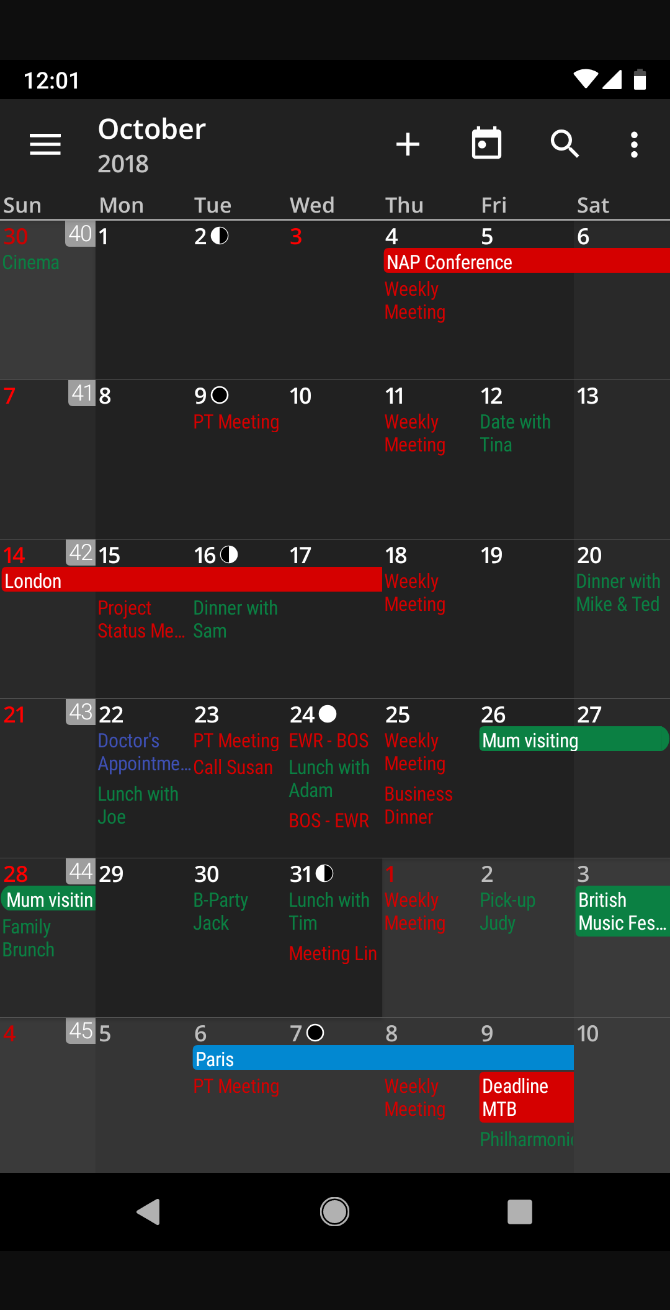 12:01
October
2018
Sun Mon Tue Wed Thu Fri Sat
30 40 1 2 3 4 5 6
Cinema NAP Conference
Weekly
Meeting
7 41 8 9 10 11 12 13
PT Meeting Weekly Date with
Meeting Tina
14 42 15 16 17 18 19 20
London Weekly Dinner with
Meeting Mike & Ted
Project Dinner with
Status Me... Sam
21 43 22 23 24 25 26 27
Doctor's PT Meeting EWR - BOS Weekly Mum visiting
Appointme... Call Susan Lunch with Meeting
Lunch with Adam Business
Joe BOS - EWR Dinner
28 44 29 30 31 1 2 3
Mum visitin B-Party Lunch with Weekly Pick-up British
Family Jack Tim Meeting Judy Music Fes...
Brunch Meeting Lin
4 45 5 6 7 8 9 10
Paris
PT Meeting Weekly Deadline
Meeting MTB
Philharmonic